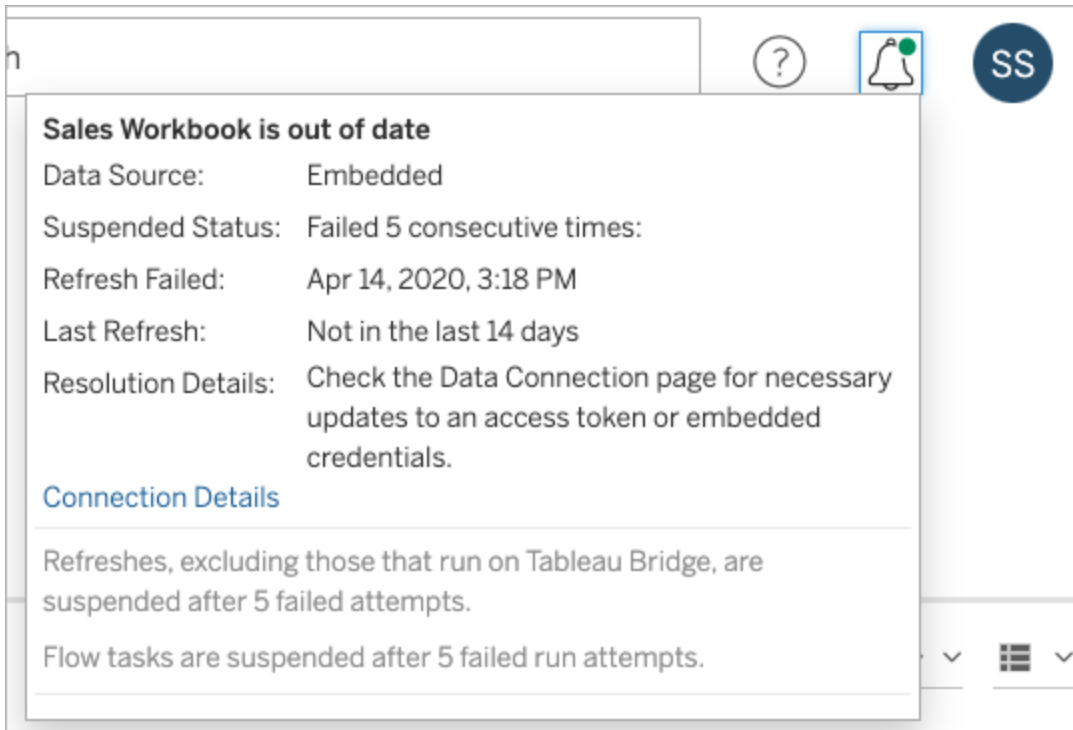 h
?
SS
Sales Workbook is out of date
Data Source: Embedded
Suspended Status: Failed 5 consecutive times:
Refresh Failed: Apr 14, 2020, 3:18 PM
Last Refresh: Not in the last 14 days
Resolution Details: Check the Data Connection page for necessary
updates to an access token or embedded
credentials.
Connection Details
Refreshes, excluding those that run on Tableau Bridge, are
suspended after 5 failed attempts.
Flow tasks are suspended after 5 failed run attempts.